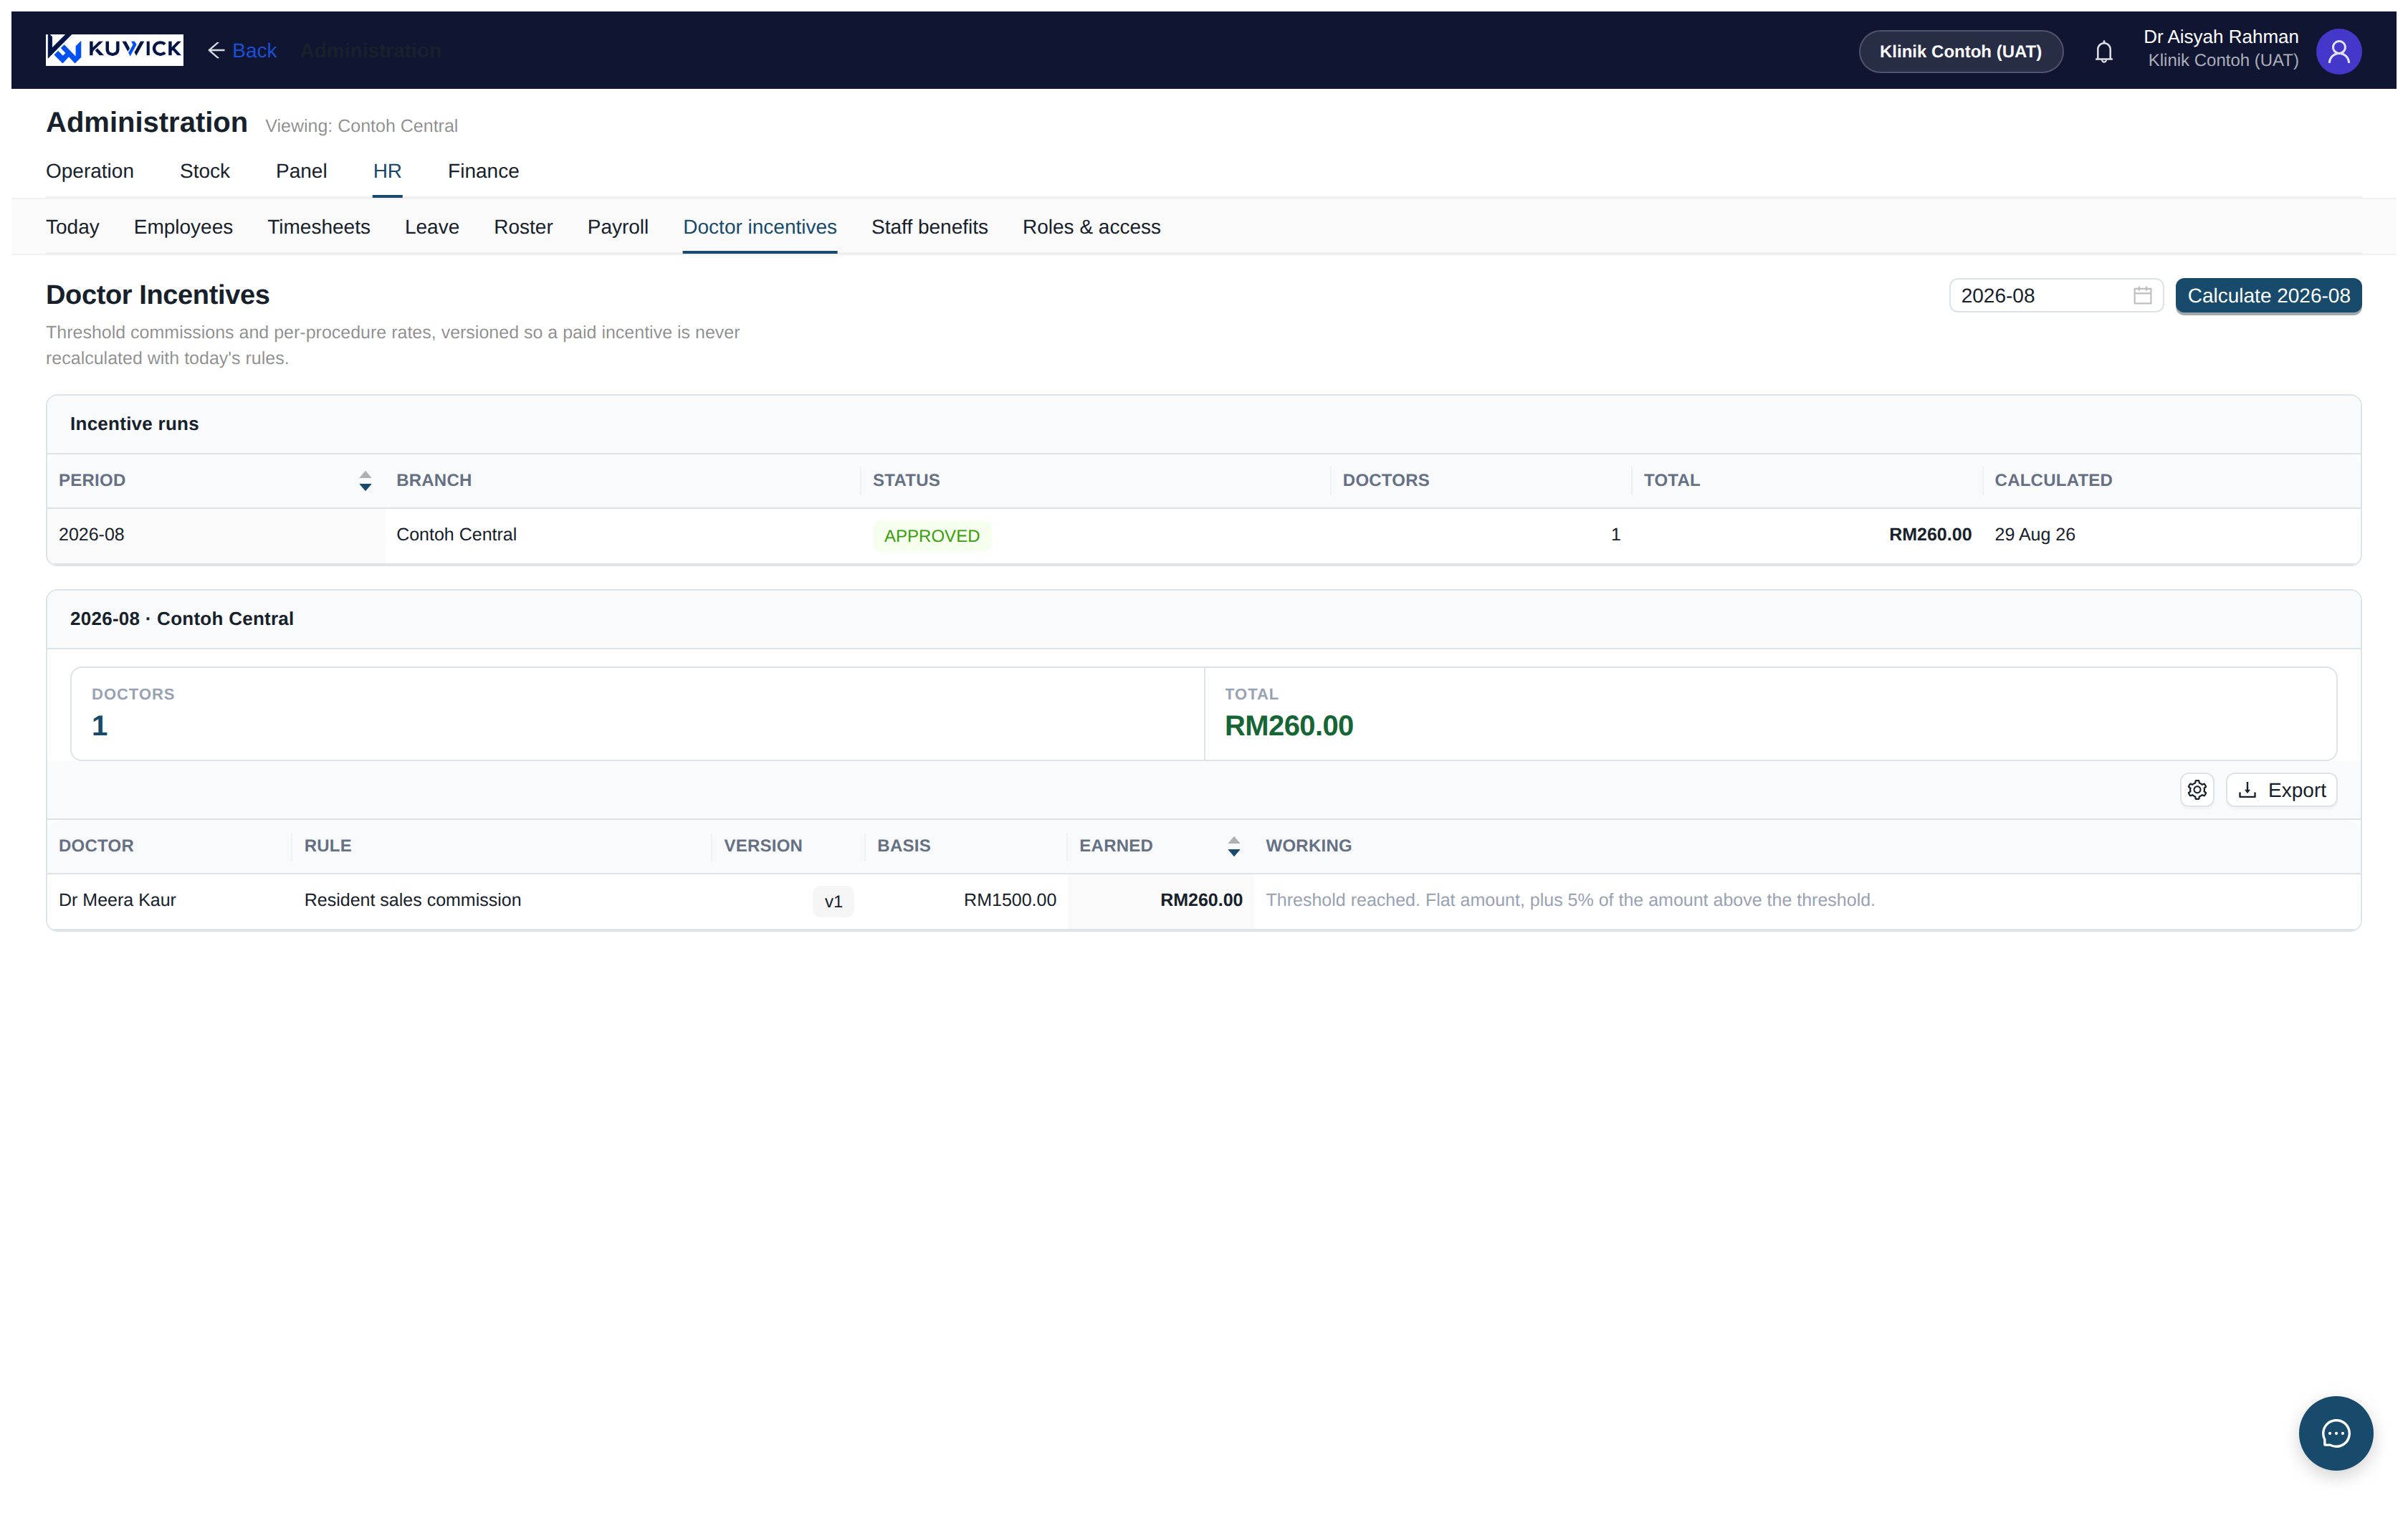 KUWICK
Back
Administration
Klinik Contoh (UAT)
Dr Aisyah Rahman
Klinik Contoh (UAT)
Administration
Viewing: Contoh Central
Operation
Stock
Panel
HR
Finance
Today
Employees
Timesheets
Leave
Roster
Payroll
Doctor incentives
Staff benefits
Roles & access
Doctor Incentives
2026-08
Calculate 2026-08
Threshold commissions and per-procedure rates, versioned so a paid incentive is never
recalculated with today's rules.
Incentive runs
PERIOD
BRANCH
STATUS
DOCTORS
TOTAL
CALCULATED
2026-08
Contoh Central
APPROVED
1
RM260.00
29 Aug 26
2026-08 · Contoh Central
DOCTORS
1
TOTAL
RM260.00
Export
DOCTOR
RULE
VERSION
BASIS
EARNED
WORKING
Dr Meera Kaur
Resident sales commission
v1
RM1500.00
RM260.00
Threshold reached. Flat amount, plus 5% of the amount above the threshold.